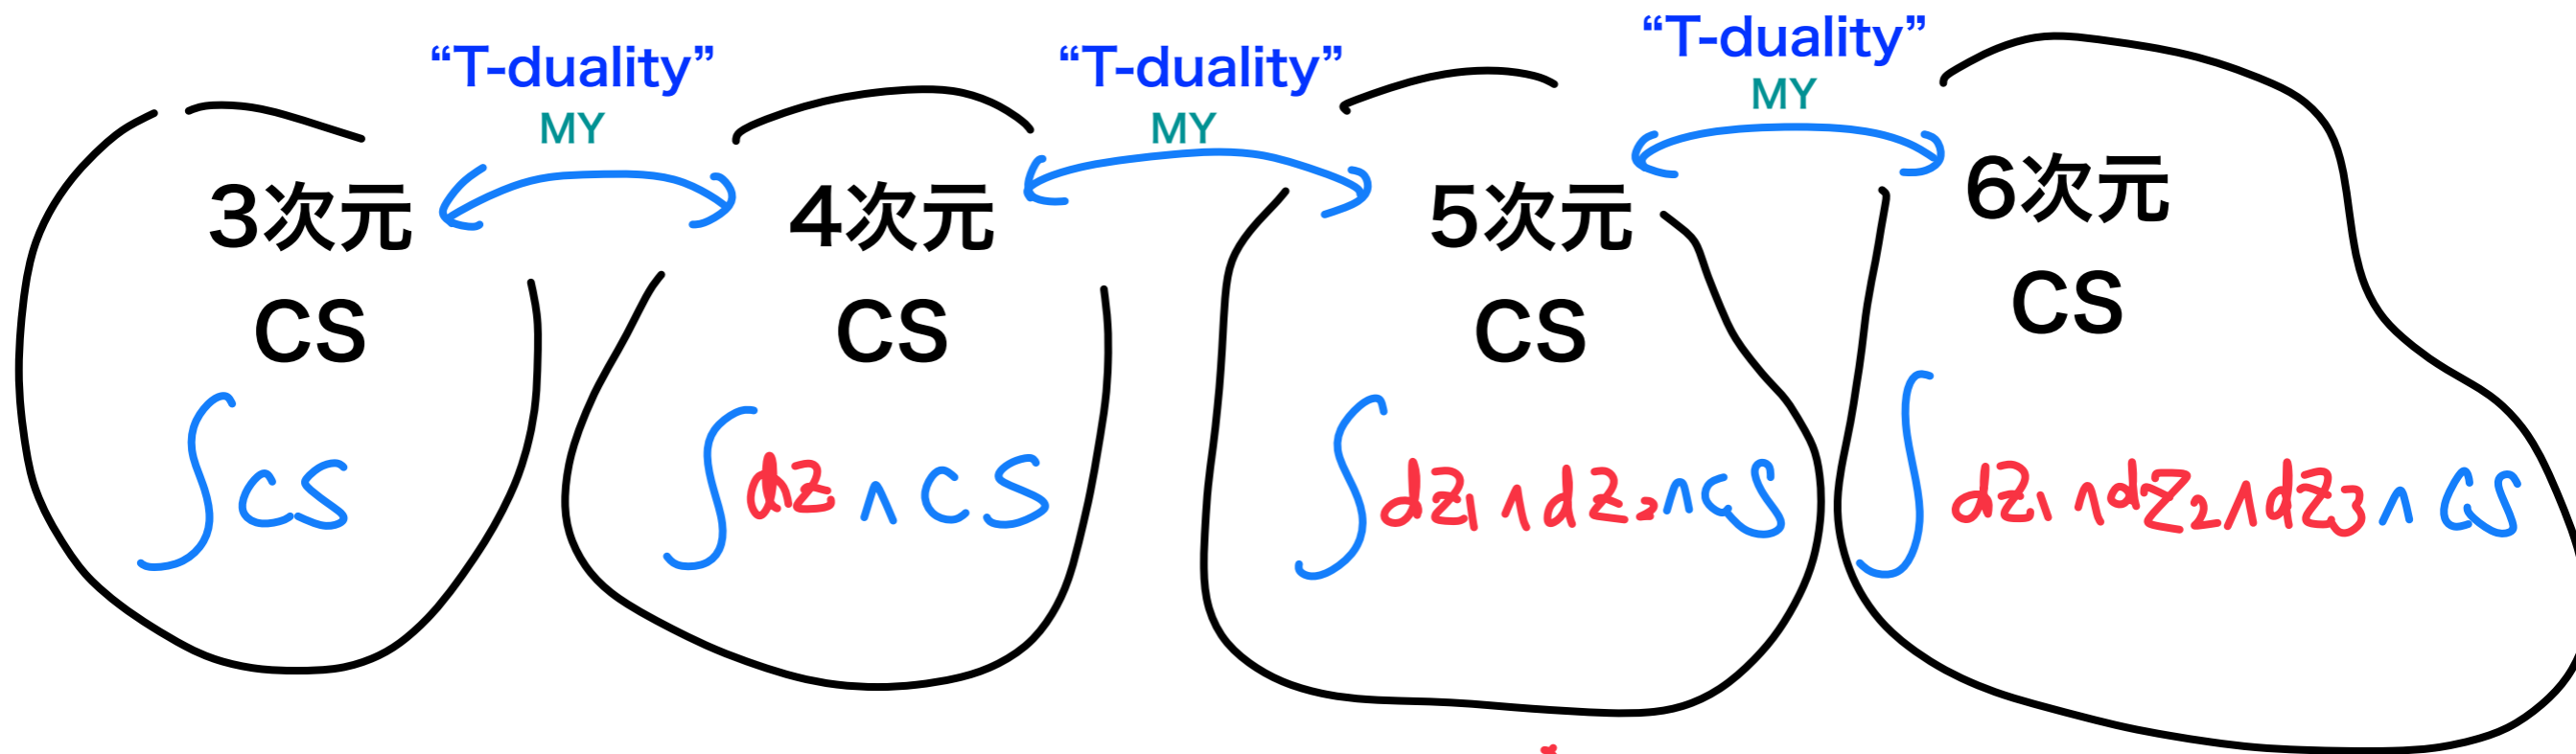 “T-duality”
MY
“T-duality”
MY
“T-duality”
MY
3次元
CS
∫CS
4次元
CS
∫dz∧CS
5次元
CS
∫dz₁∧dz₂∧CS
6次元
CS
∫dz₁∧dz₂∧dz₃∧CS